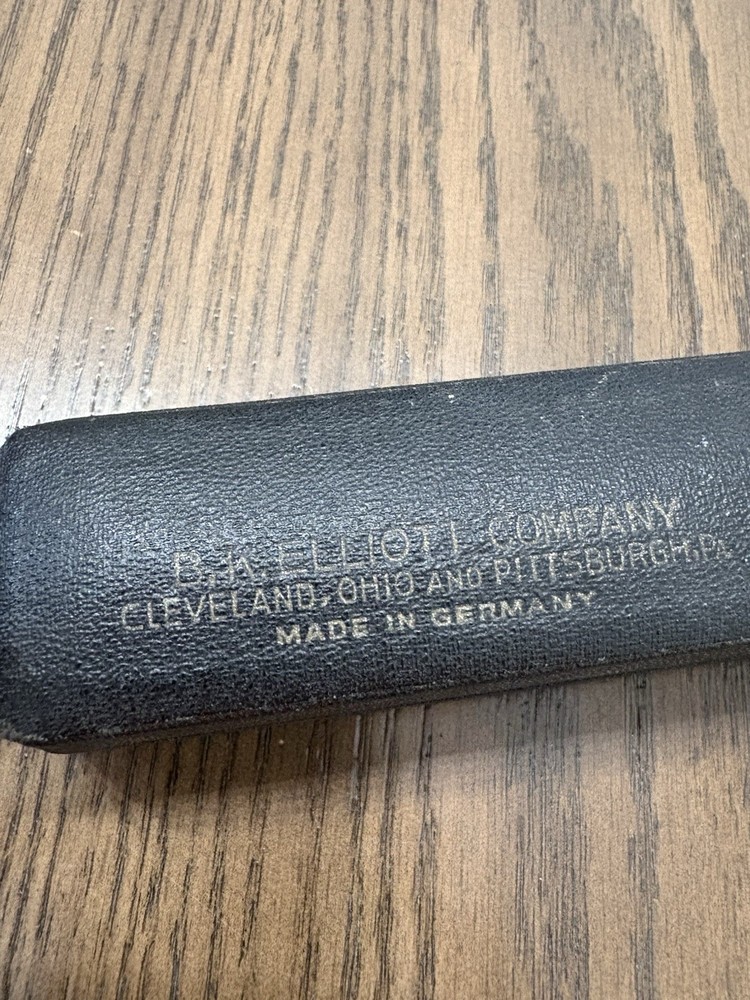 B.K. ELLIOTT COMPANY
CLEVELAND, OHIO AND PITTSBURGH, PA.
MADE IN GERMANY